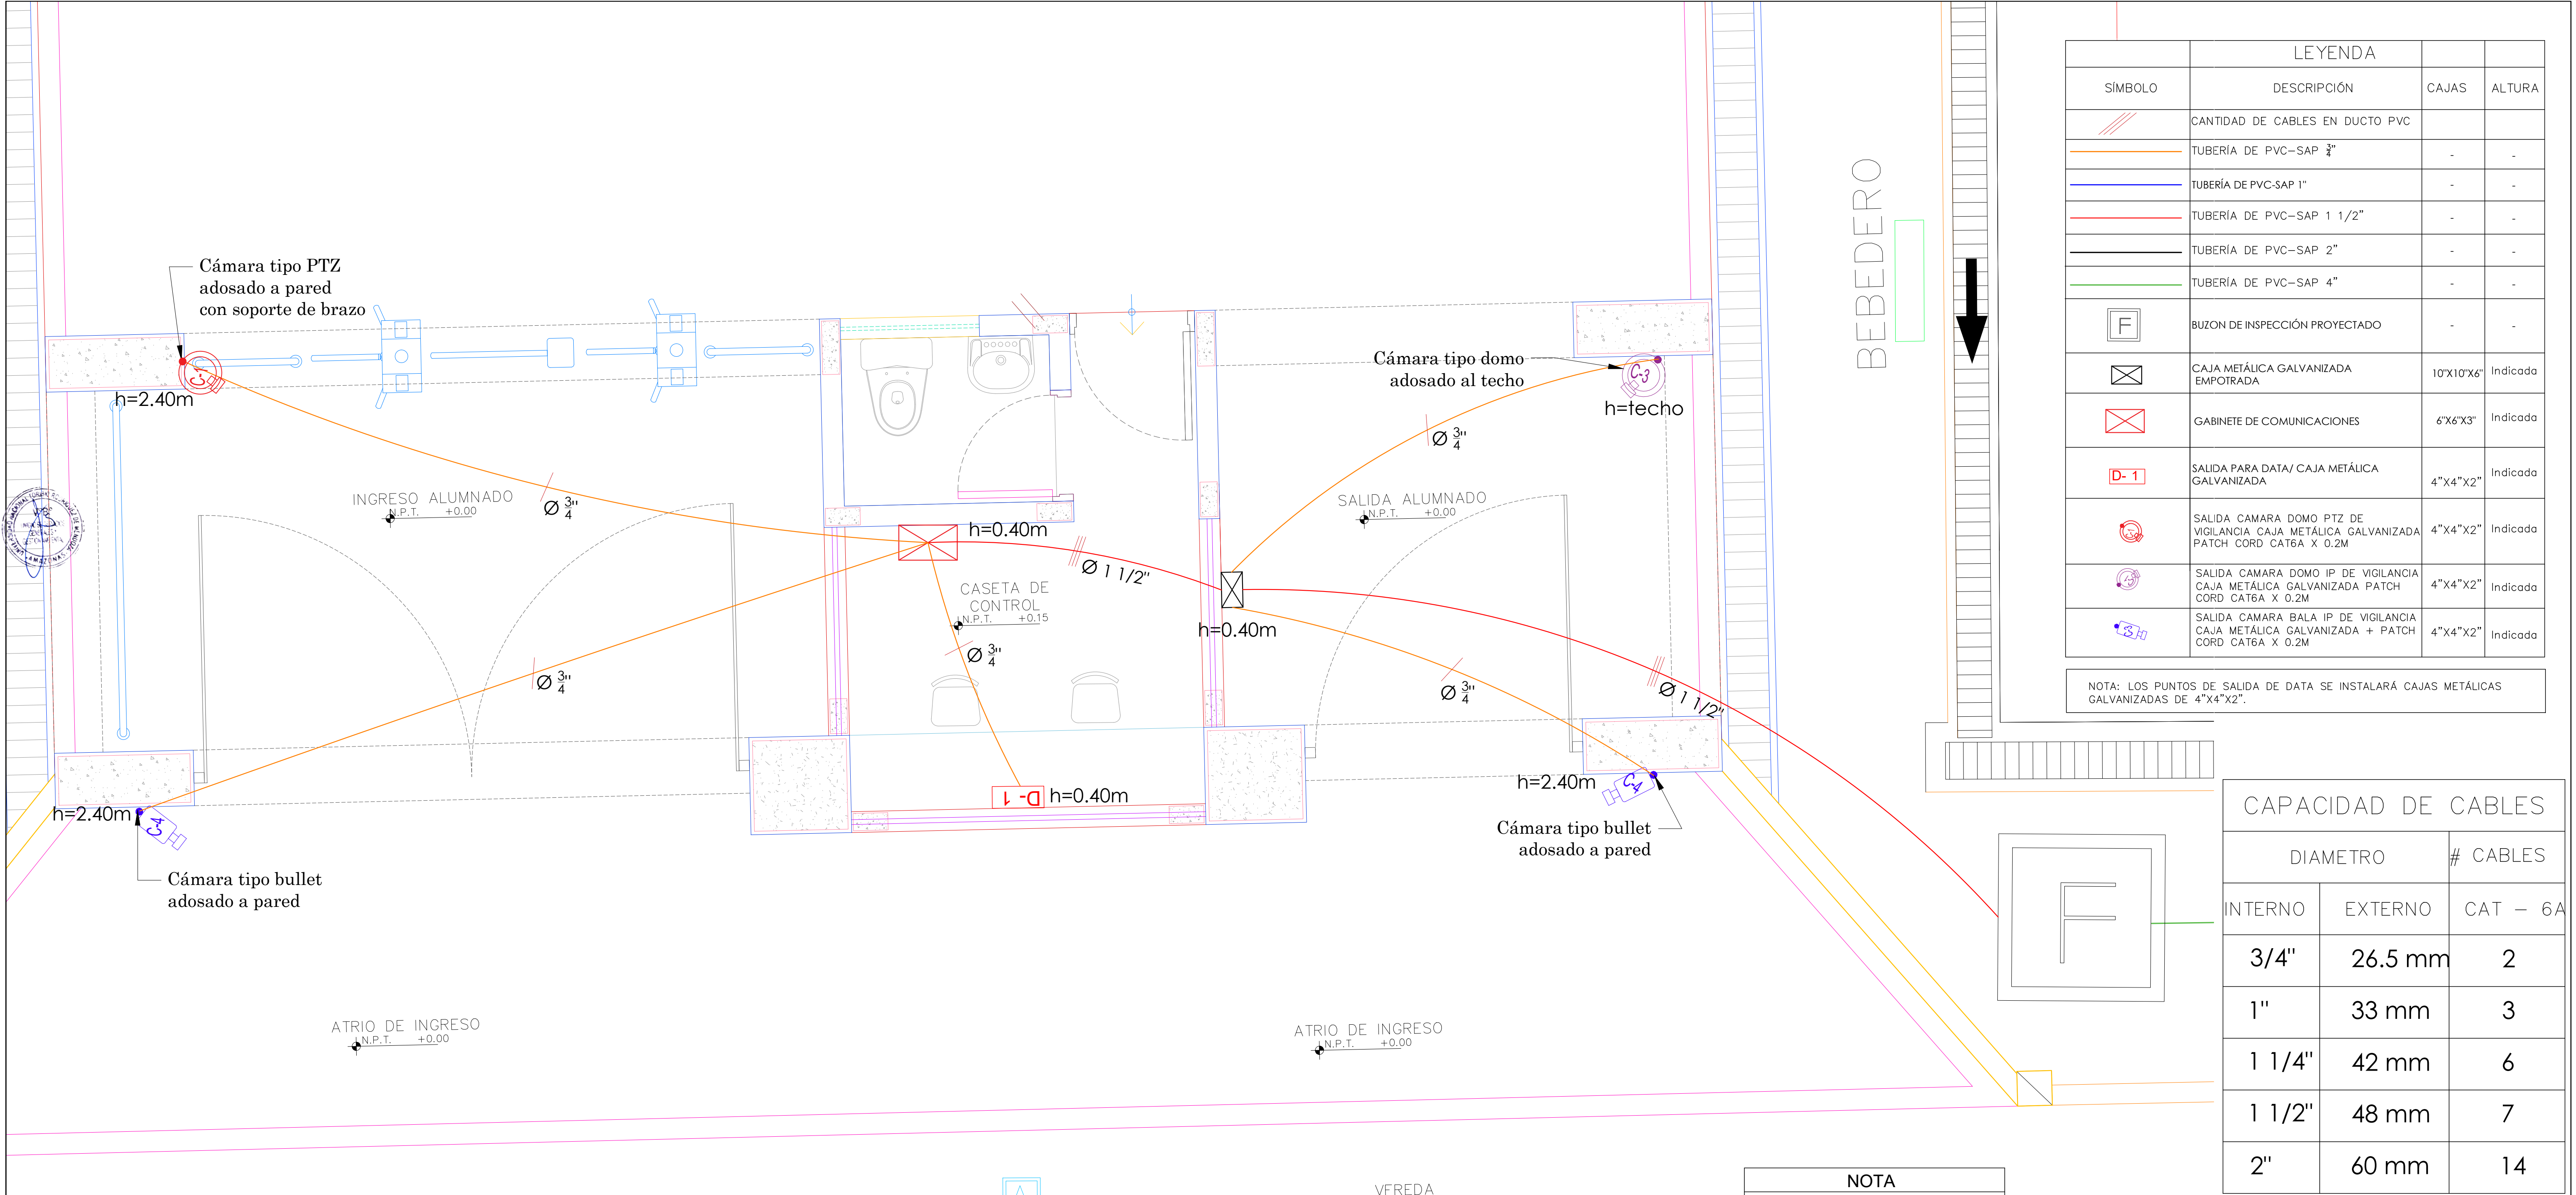 Cámara tipo PTZ
adosado a pared
con soporte de brazo
C-1
h=2.40m
INGRESO ALUMNADO
N.P.T. +0.00
Ø 3/4"
Ø 3/4"
h=2.40m
C-4
Cámara tipo bullet
adosado a pared
ATRIO DE INGRESO
N.P.T. +0.00
h=0.40m
Ø 1 1/2"
CASETA DE
CONTROL
N.P.T. +0.15
Ø 3/4"
D- 1
h=0.40m
Cámara tipo domo
adosado al techo
C-3
h=techo
Ø 3/4"
SALIDA ALUMNADO
N.P.T. +0.00
h=0.40m
Ø 3/4"
Ø 1 1/2"
h=2.40m
C-4
Cámara tipo bullet
adosado a pared
ATRIO DE INGRESO
N.P.T. +0.00
BEBEDERO
F
VEREDA
NOTA
LEYENDA
SÍMBOLO DESCRIPCIÓN CAJAS ALTURA
CANTIDAD DE CABLES EN DUCTO PVC
TUBERÍA DE PVC-SAP 3/4" - -
TUBERÍA DE PVC-SAP 1" - -
TUBERÍA DE PVC-SAP 1 1/2" - -
TUBERÍA DE PVC-SAP 2" - -
TUBERÍA DE PVC-SAP 4" - -
F BUZON DE INSPECCIÓN PROYECTADO - -
CAJA METÁLICA GALVANIZADA
EMPOTRADA 10"X10"X6" Indicada
GABINETE DE COMUNICACIONES 6"X6"X3" Indicada
D- 1 SALIDA PARA DATA/ CAJA METÁLICA
GALVANIZADA 4"X4"X2" Indicada
SALIDA CAMARA DOMO PTZ DE
VIGILANCIA CAJA METÁLICA GALVANIZADA 4"X4"X2" Indicada
PATCH CORD CAT6A X 0.2M
SALIDA CAMARA DOMO IP DE VIGILANCIA
CAJA METÁLICA GALVANIZADA PATCH 4"X4"X2" Indicada
CORD CAT6A X 0.2M
SALIDA CAMARA BALA IP DE VIGILANCIA
CAJA METÁLICA GALVANIZADA + PATCH 4"X4"X2" Indicada
CORD CAT6A X 0.2M
NOTA: LOS PUNTOS DE SALIDA DE DATA SE INSTALARÁ CAJAS METÁLICAS
GALVANIZADAS DE 4"X4"X2".
CAPACIDAD DE CABLES
DIAMETRO # CABLES
INTERNO EXTERNO CAT - 6A
3/4" 26.5 mm 2
1" 33 mm 3
1 1/4" 42 mm 6
1 1/2" 48 mm 7
2" 60 mm 14